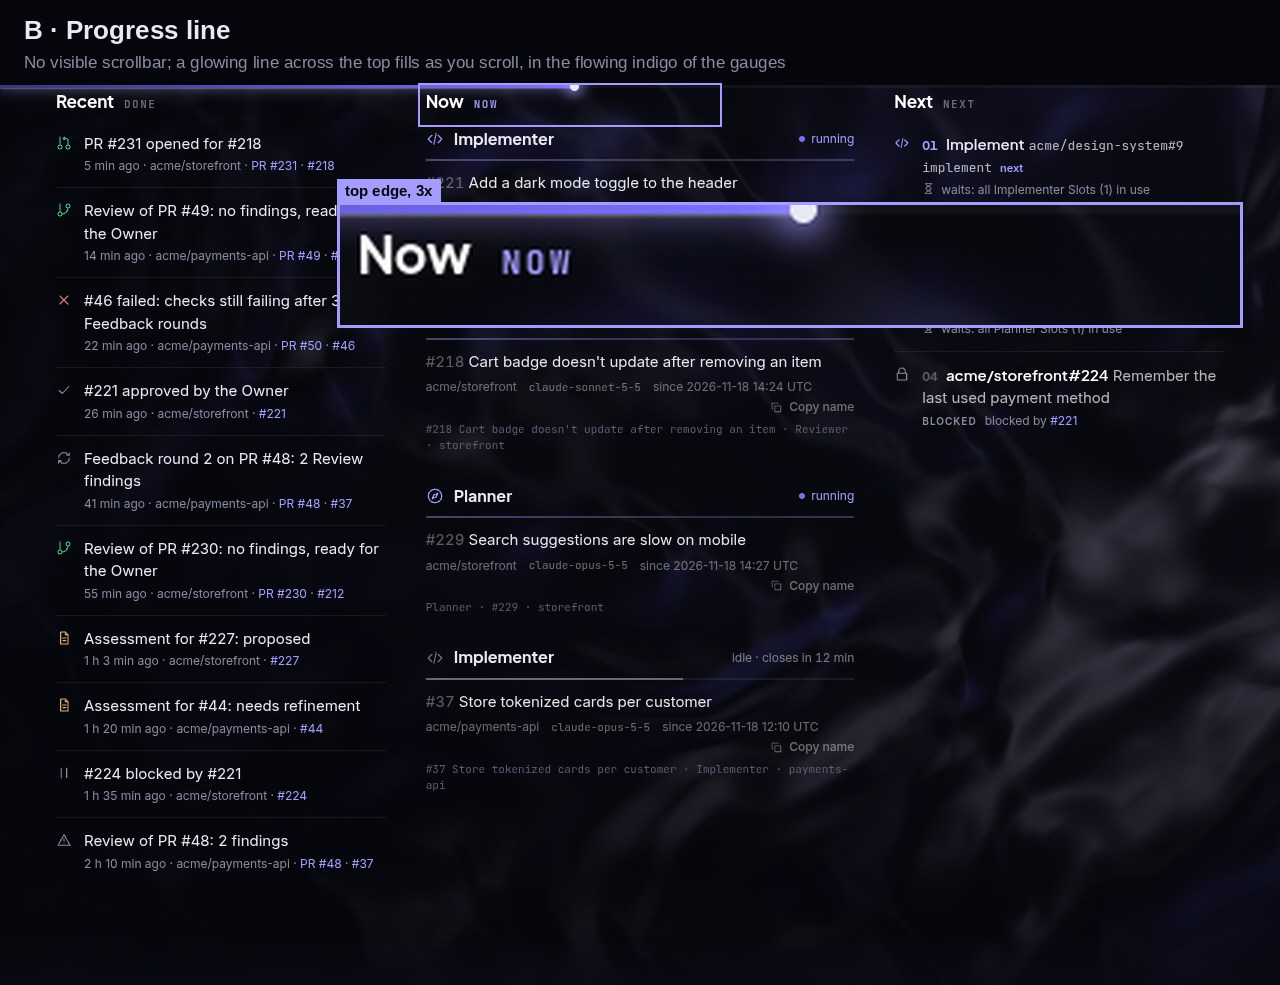 B · Progress line
No visible scrollbar; a glowing line across the top fills as you scroll, in the flowing indigo of the gauges
Recent DONE
PR #231 opened for #218
5 min ago · acme/storefront · PR #231 · #218
Review of PR #49: no findings, read
the Owner
14 min ago · acme/payments-api · PR #49 ·
#46 failed: checks still failing after 3
Feedback rounds
22 min ago · acme/payments-api · PR #50 · #46
#221 approved by the Owner
26 min ago · acme/storefront · #221
Feedback round 2 on PR #48: 2 Review
findings
41 min ago · acme/payments-api · PR #48 · #37
Review of PR #230: no findings, ready for
the Owner
55 min ago · acme/storefront · PR #230 · #212
Assessment for #227: proposed
1 h 3 min ago · acme/storefront · #227
Assessment for #44: needs refinement
1 h 20 min ago · acme/payments-api · #44
#224 blocked by #221
1 h 35 min ago · acme/storefront · #224
Review of PR #48: 2 findings
2 h 10 min ago · acme/payments-api · PR #48 · #37
Now NOW
Implementer running
221 Add a dark mode toggle to the header
top edge, 3x
Now NOW
#218 Cart badge doesn't update after removing an item
acme/storefront claude-sonnet-5-5 since 2026-11-18 14:24 UTC
Copy name
#218 Cart badge doesn't update after removing an item · Reviewer
· storefront
Planner running
#229 Search suggestions are slow on mobile
acme/storefront claude-opus-5-5 since 2026-11-18 14:27 UTC
Copy name
Planner · #229 · storefront
Implementer idle · closes in 12 min
#37 Store tokenized cards per customer
acme/payments-api claude-opus-5-5 since 2026-11-18 12:10 UTC
Copy name
#37 Store tokenized cards per customer · Implementer · payments-
api
Next NEXT
01 Implement acme/design-system#9
implement next
waits: all Implementer Slots (1) in use
waits: all Planner Slots (1) in use
04 acme/storefront#224 Remember the
last used payment method
BLOCKED blocked by #221